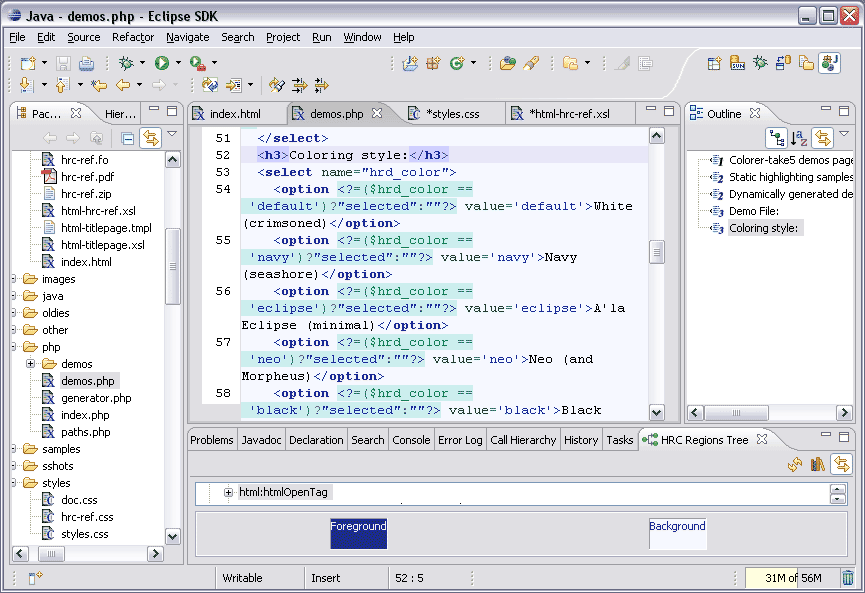 Java - demos.php - Eclipse SDK
File Edit Source Refactor Navigate Search Project Run Window Help
Pac... Hier...
hrc-ref.fo
hrc-ref.pdf
hrc-ref.zip
html-hrc-ref.xsl
html-titlepage.tmpl
html-titlepage.xsl
index.html
images
java
oldies
other
php
demos
demos.php
generator.php
index.php
paths.php
samples
sshots
styles
doc.css
hrc-ref.css
styles.css
index.html demos.php *styles.css *html-hrc-ref.xsl
51 </select>
52 <h3>Coloring style:</h3>
53 <select name="hrd_color">
54 <option <?=($hrd_color ==
'default')?"selected":""?> value='default'>White
(crimsoned)</option>
55 <option <?=($hrd_color ==
'navy')?"selected":""?> value='navy'>Navy
(seashore)</option>
56 <option <?=($hrd_color ==
'eclipse')?"selected":""?> value='eclipse'>A'la
Eclipse (minimal)</option>
57 <option <?=($hrd_color ==
'neo')?"selected":""?> value='neo'>Neo (and
Morpheus)</option>
58 <option <?=($hrd_color ==
'black')?"selected":""?> value='black'>Black
Outline
1 Colorer-take5 demos page
2 Static highlighting samples
2 Dynamically generated de
3 Demo File:
3 Coloring style:
Problems Javadoc Declaration Search Console Error Log Call Hierarchy History Tasks HRC Regions Tree
html:htmlOpenTag
Foreground Background
Writable Insert 52 : 5 31M of 56M